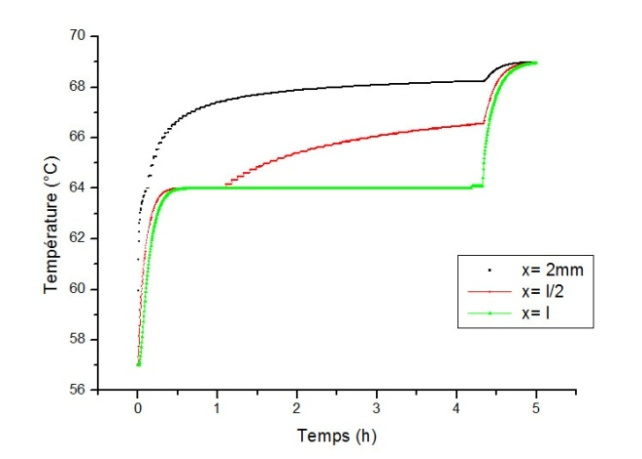 70
68
66
64
62
60
58
56
Température (°C)
0 1 2 3 4 5
Temps (h)
x= 2mm
x= l/2
x= l